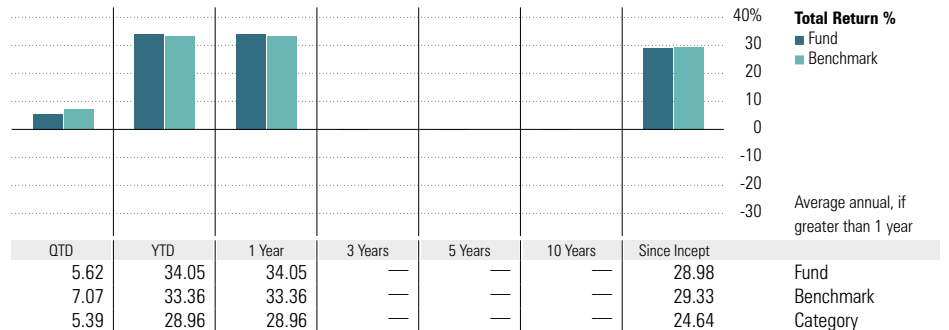 40%
30
20
10
0
-10
-20
-30
Total Return %
Fund
Benchmark
Average annual, if
greater than 1 year
QTD YTD 1 Year 3 Years 5 Years 10 Years Since Incept
5.62 34.05 34.05 — — — 28.98 Fund
7.07 33.36 33.36 — — — 29.33 Benchmark
5.39 28.96 28.96 — — — 24.64 Category